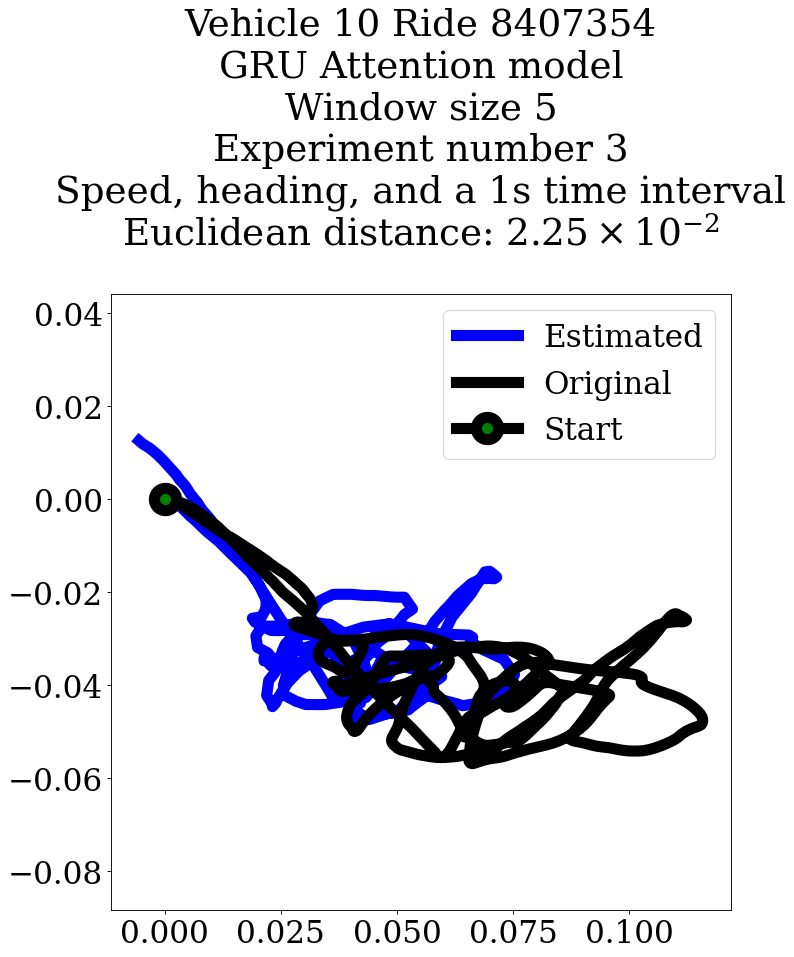 Vehicle 10 Ride 8407354
GRU Attention model
Window size 5
Experiment number 3
Speed, heading, and a 1s time interval
Euclidean distance: 2.25 × 10⁻²
Estimated
Original
Start
0.04
0.02
0.00
−0.02
−0.04
−0.06
−0.08
0.000 0.025 0.050 0.075 0.100